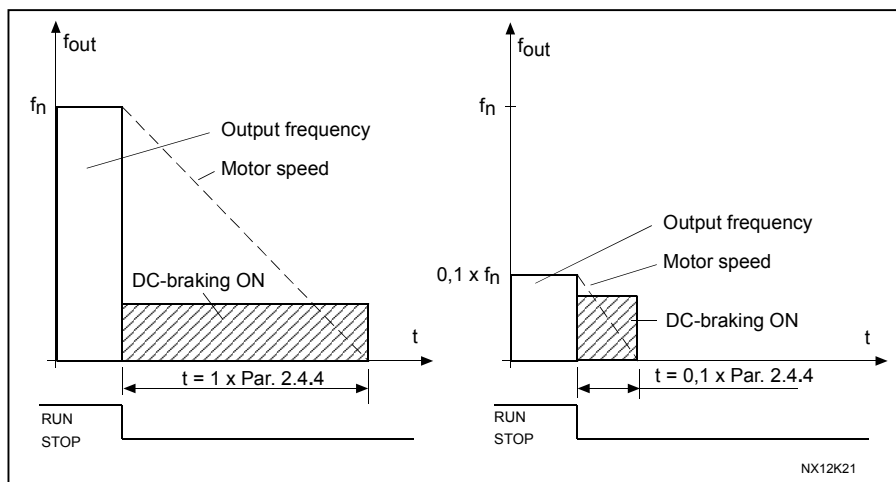 fout
fn
Output frequency
Motor speed
DC-braking ON
t
t = 1 x Par. 2.4.4
RUN
STOP
fout
fn
Output frequency
Motor speed
0,1 x fn
DC-braking ON
t
t = 0,1 x Par. 2.4.4
RUN
STOP
NX12K21